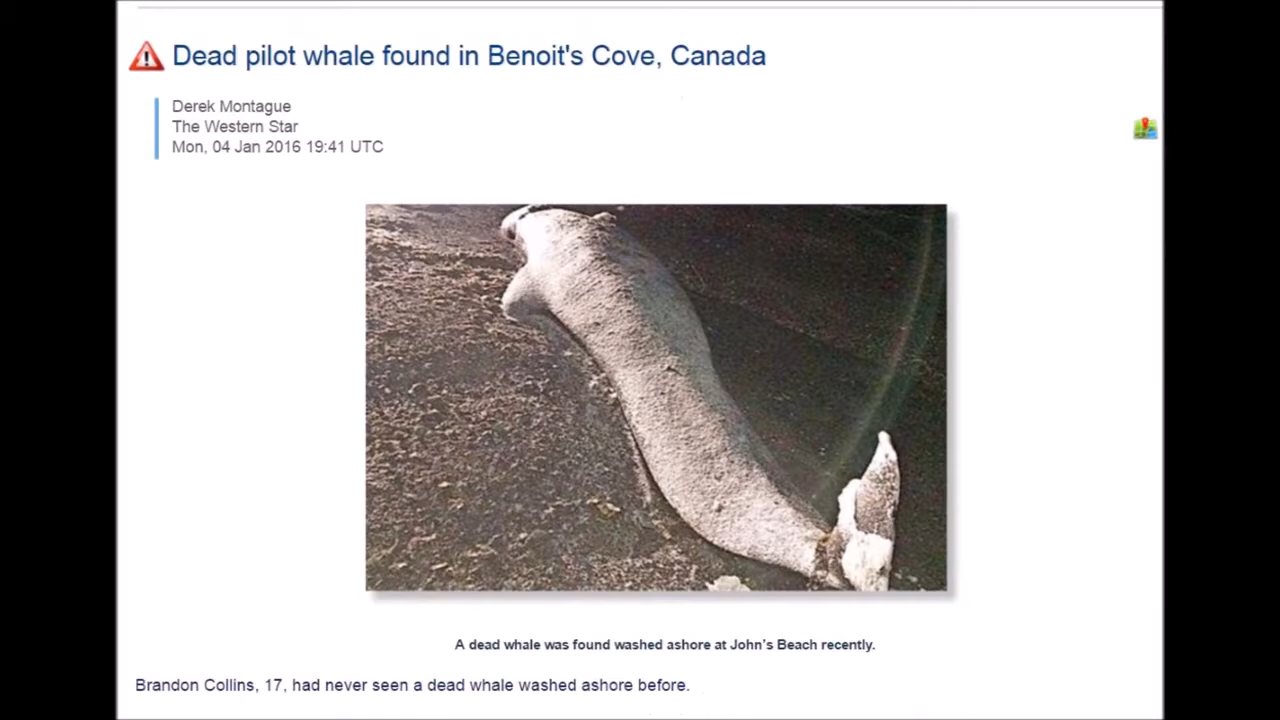 Dead pilot whale found in Benoit's Cove, Canada
Derek Montague
The Western Star
Mon, 04 Jan 2016 19:41 UTC
A dead whale was found washed ashore at John's Beach recently.
Brandon Collins, 17, had never seen a dead whale washed ashore before.